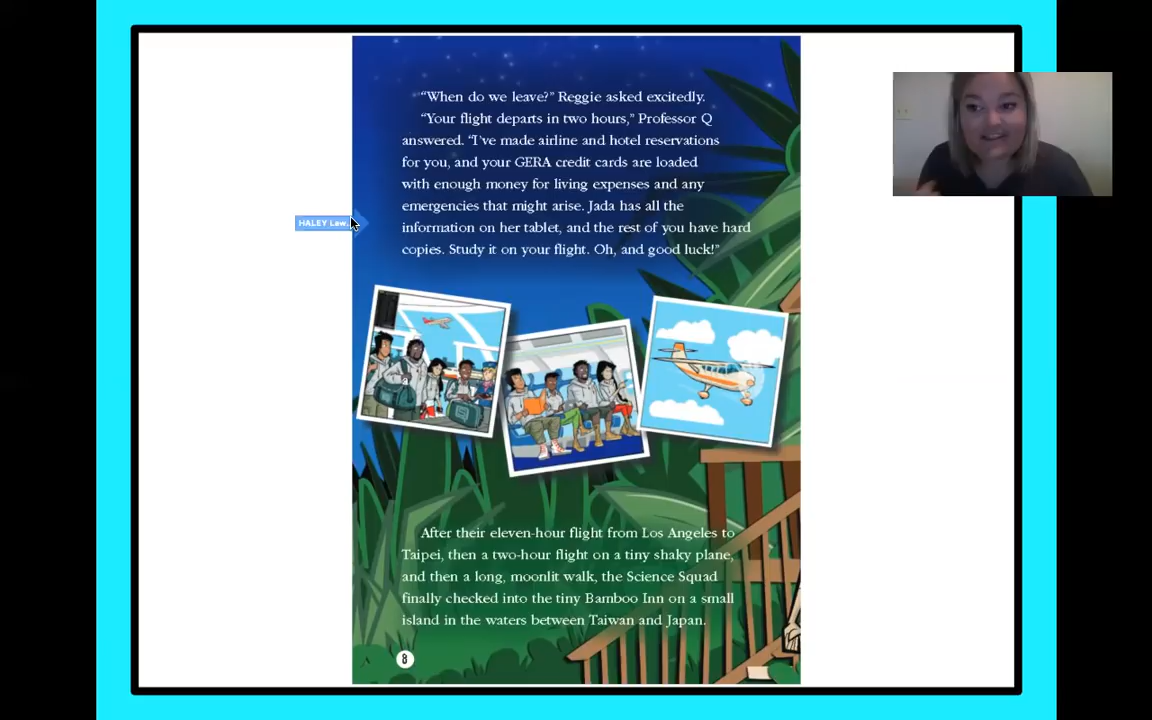 “When do we leave?” Reggie asked excitedly.
“Your flight departs in two hours,” Professor Q
answered. “I’ve made airline and hotel reservations
for you, and your GERA credit cards are loaded
with enough money for living expenses and any
emergencies that might arise. Jada has all the
information on her tablet, and the rest of you have hard
copies. Study it on your flight. Oh, and good luck!”
HALEY Law...
After their eleven-hour flight from Los Angeles to
Taipei, then a two-hour flight on a tiny shaky plane,
and then a long, moonlit walk, the Science Squad
finally checked into the tiny Bamboo Inn on a small
island in the waters between Taiwan and Japan.
8